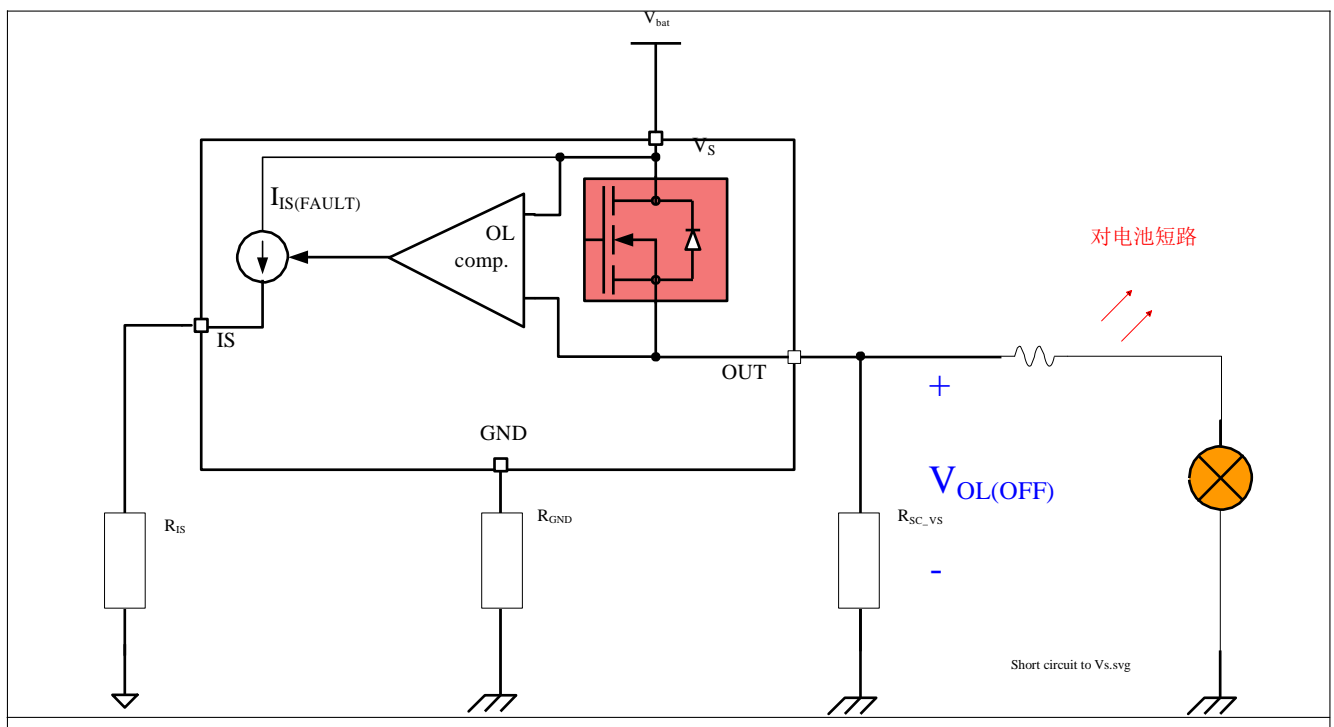 Vbat
VS
IIS(FAULT)
OL
comp.
对电池短路
IS
OUT
+
GND
VOL(OFF)
RIS
RGND
RSC_VS
-
Short circuit to Vs.svg